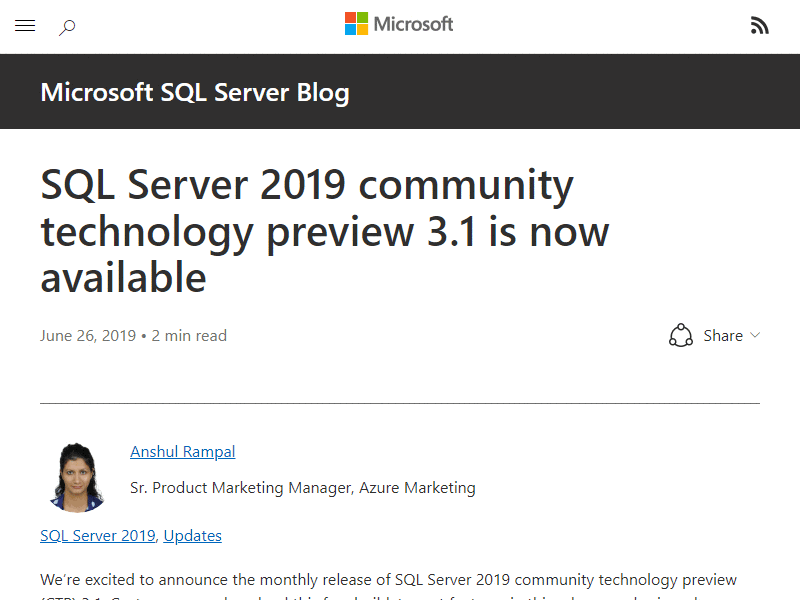 Microsoft
Microsoft SQL Server Blog
SQL Server 2019 community
technology preview 3.1 is now
available
June 26, 2019 • 2 min read
Share
Anshul Rampal
Sr. Product Marketing Manager, Azure Marketing
SQL Server 2019, Updates
We're excited to announce the monthly release of SQL Server 2019 community technology preview